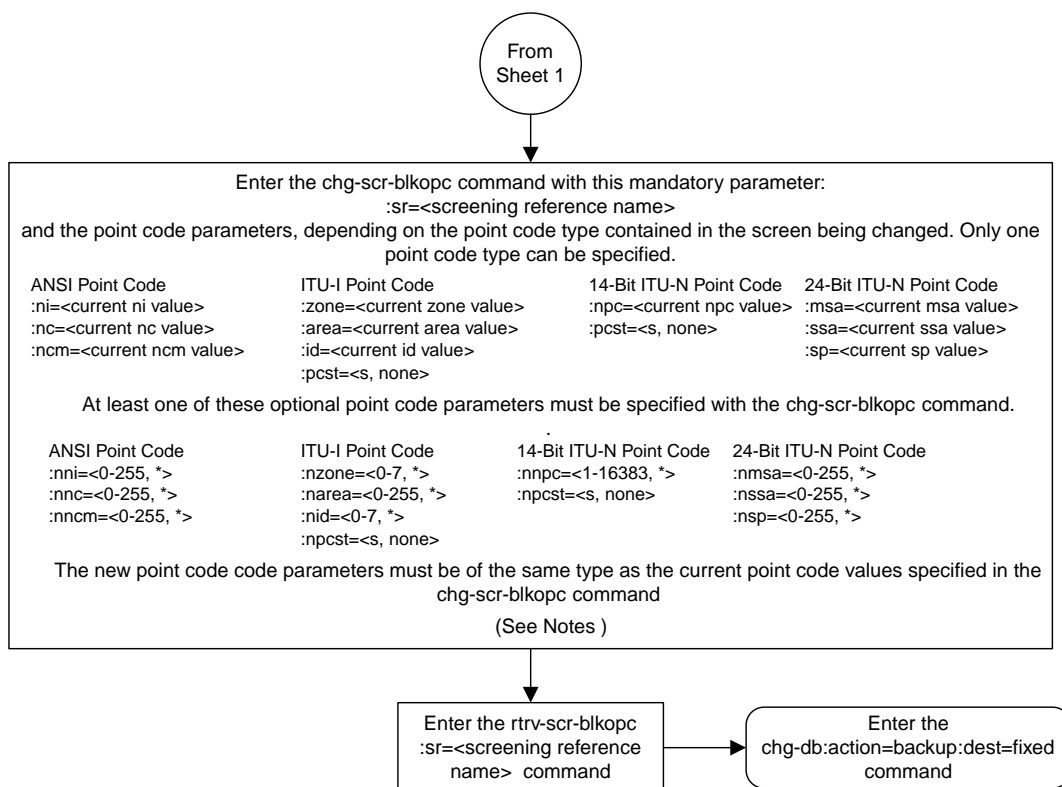 From
Sheet 1
Enter the chg-scr-blkopc command with this mandatory parameter:
:sr=<screening reference name>
and the point code parameters, depending on the point code type contained in the screen being changed. Only one
point code type can be specified.
ANSI Point Code
:ni=<current ni value>
:nc=<current nc value>
:ncm=<current ncm value>
ITU-I Point Code
:zone=<current zone value>
:area=<current area value>
:id=<current id value>
:pcst=<s, none>
14-Bit ITU-N Point Code
:npc=<current npc value>
:pcst=<s, none>
24-Bit ITU-N Point Code
:msa=<current msa value>
:ssa=<current ssa value>
:sp=<current sp value>
At least one of these optional point code parameters must be specified with the chg-scr-blkopc command.
.
ANSI Point Code
:nni=<0-255, *>
:nnc=<0-255, *>
:nncm=<0-255, *>
ITU-I Point Code
:nzone=<0-7, *>
:narea=<0-255, *>
:nid=<0-7, *>
:npcst=<s, none>
14-Bit ITU-N Point Code
:nnpc=<1-16383, *>
:npcst=<s, none>
24-Bit ITU-N Point Code
:nmsa=<0-255, *>
:nssa=<0-255, *>
:nsp=<0-255, *>
The new point code code parameters must be of the same type as the current point code values specified in the
chg-scr-blkopc command
(See Notes )
Enter the rtrv-scr-blkopc
:sr=<screening reference
name> command
Enter the
chg-db:action=backup:dest=fixed
command